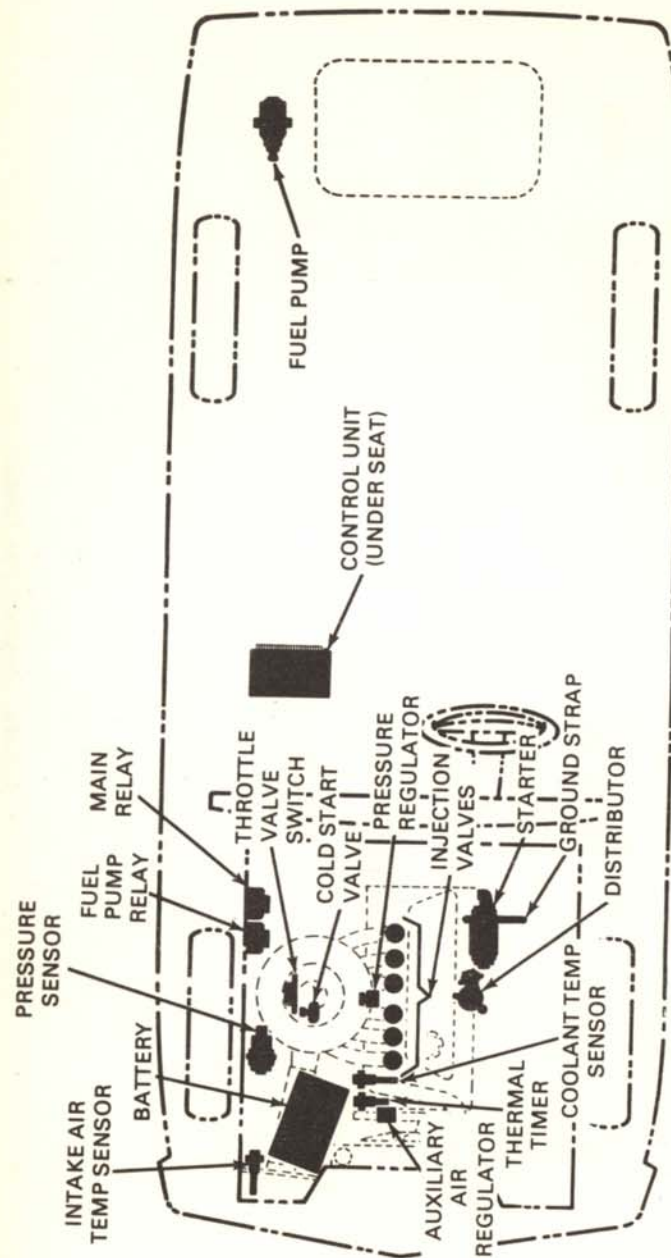 INTAKE AIR
TEMP SENSOR
BATTERY
PRESSURE
SENSOR
FUEL
PUMP
RELAY
MAIN
RELAY
THROTTLE
VALVE
SWITCH
COLD START
VALVE
PRESSURE
REGULATOR
INJECTION
VALVES
STARTER
GROUND STRAP
DISTRIBUTOR
COOLANT TEMP
SENSOR
THERMAL
TIMER
AUXILIARY
AIR
REGULATOR
CONTROL UNIT
(UNDER SEAT)
FUEL PUMP